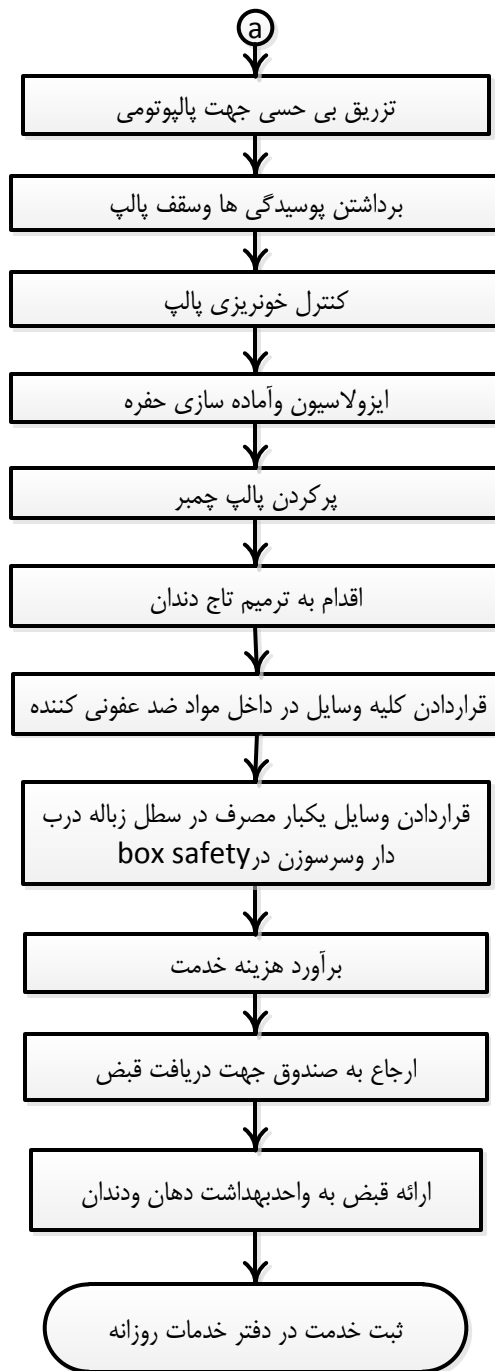 a
تزریق بی حسی جهت پالپوتومی
برداشتن پوسیدگی ها وسقف پالپ
کنترل خونریزی پالپ
ایزولاسیون وآماده سازی حفره
پرکردن پالپ چمبر
اقدام به ترمیم تاج دندان
قراردادن کلیه وسایل در داخل مواد ضد عفونی کننده
قراردادن وسایل یکبار مصرف در سطل زباله درب
دار وسرسوزن درbox safety
برآورد هزینه خدمت
ارجاع به صندوق جهت دریافت قبض
ارائه قبض به واحدبهداشت دهان ودندان
ثبت خدمت در دفتر خدمات روزانه